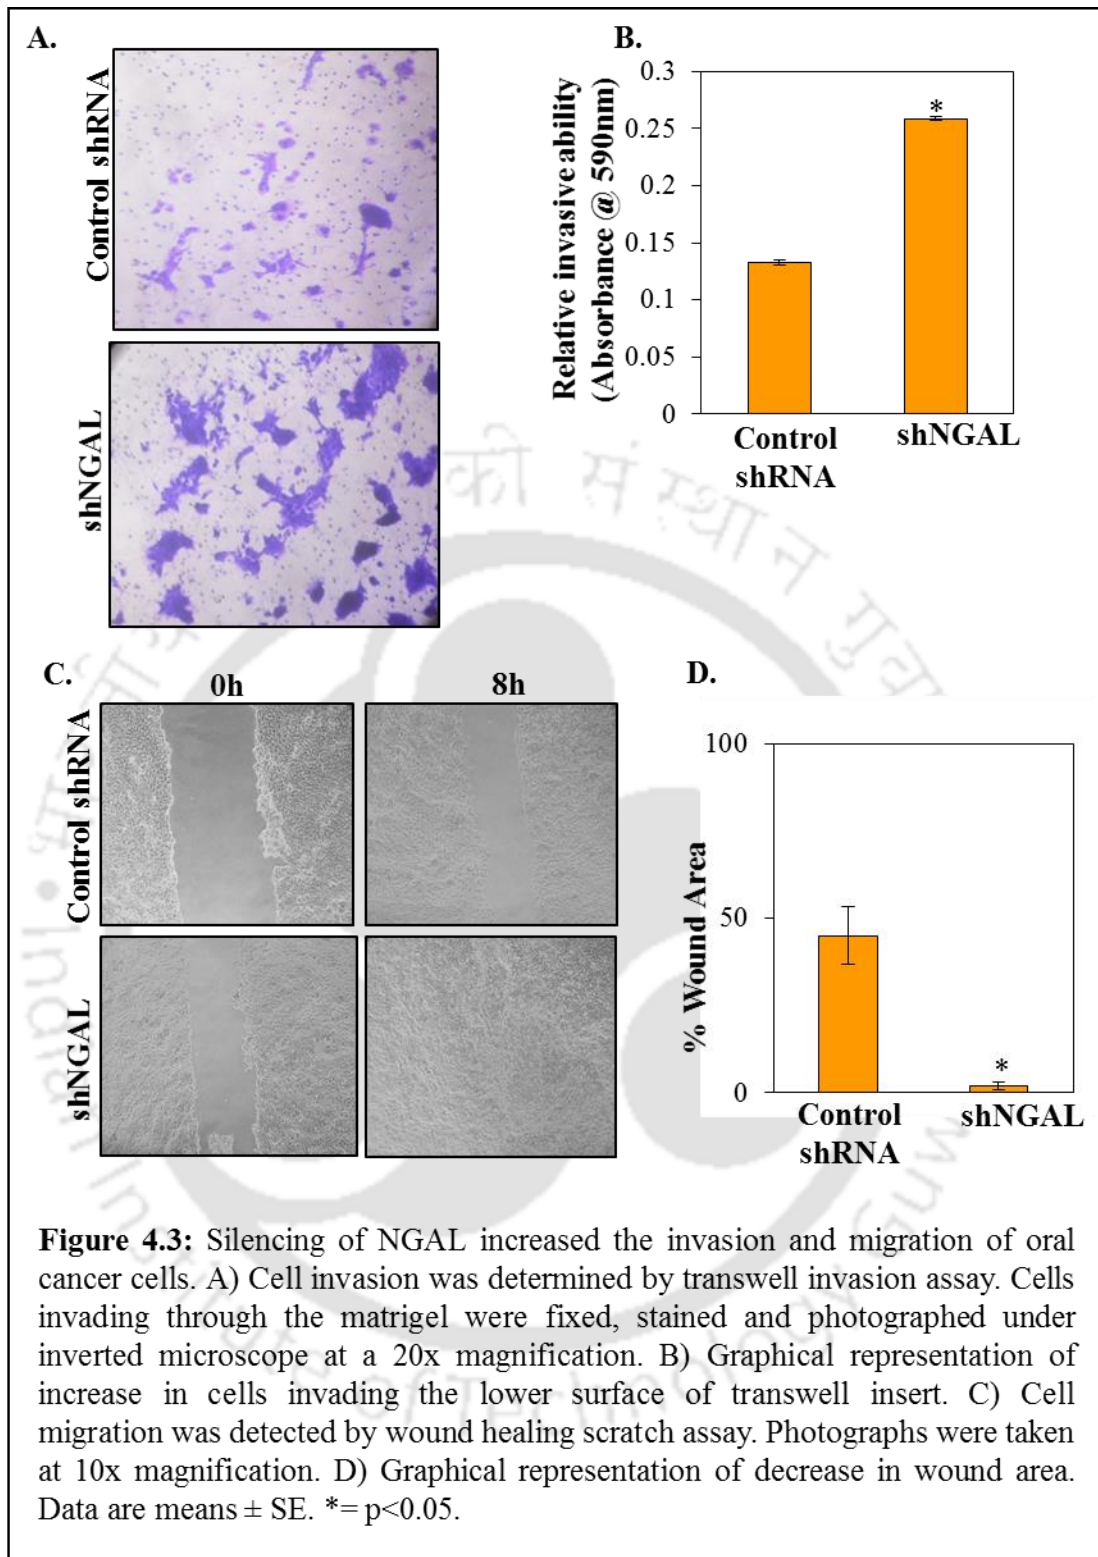 A.
Control shRNA
shNGAL
B.
Relative invasive ability
(Absorbance @ 590nm)
0.3
0.25
0.2
0.15
0.1
0.05
0
*
Control
shRNA
shNGAL
C.
0h
8h
Control shRNA
shNGAL
D.
% Wound Area
100
50
0
*
Control
shRNA
shNGAL
Figure 4.3: Silencing of NGAL increased the invasion and migration of oral
cancer cells. A) Cell invasion was determined by transwell invasion assay. Cells
invading through the matrigel were fixed, stained and photographed under
inverted microscope at a 20x magnification. B) Graphical representation of
increase in cells invading the lower surface of transwell insert. C) Cell
migration was detected by wound healing scratch assay. Photographs were taken
at 10x magnification. D) Graphical representation of decrease in wound area.
Data are means ± SE. *= p<0.05.
Indian Institute of Technology Guw